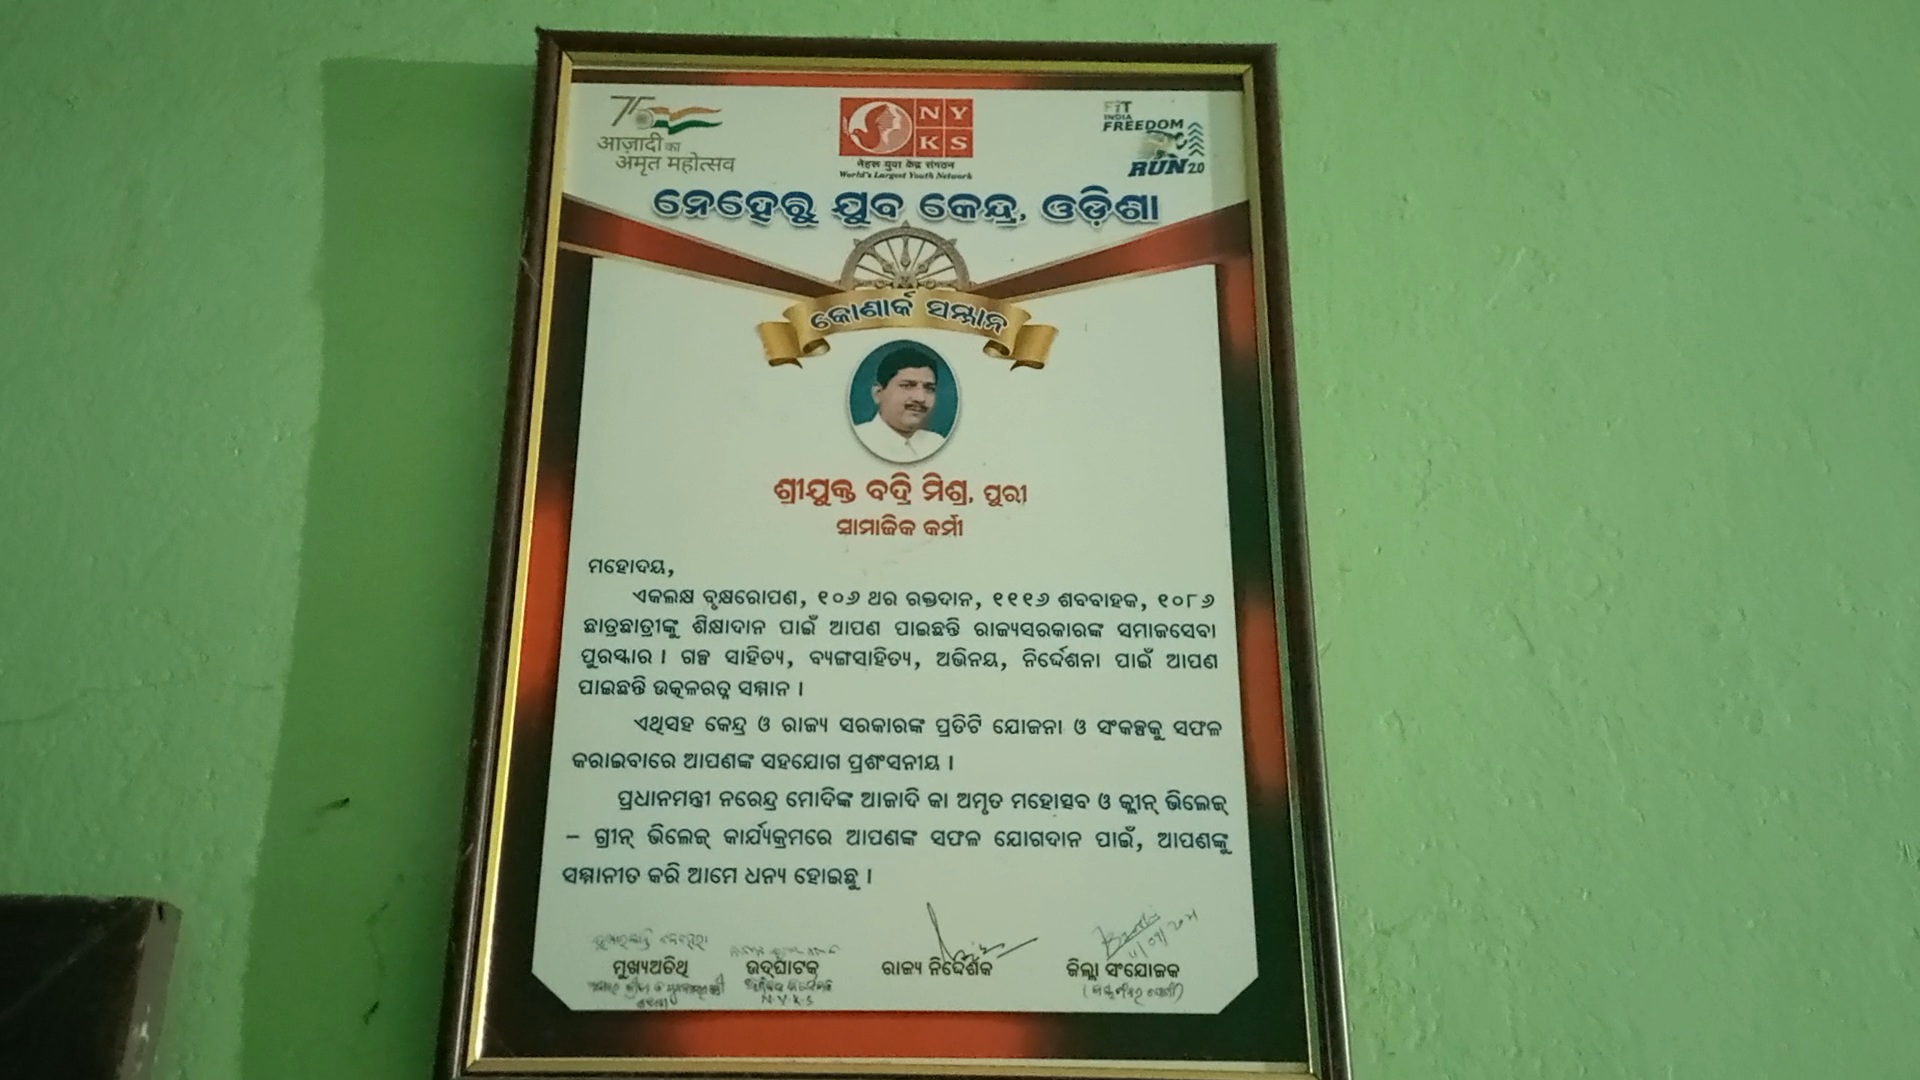 75
आज़ादी का
अमृत महोत्सव
NY
KS
नेहरू युवा केंद्र संगठन
World's Largest Youth Network
FIT
INDIA
FREEDOM
RUN 2.0
ନେହେରୁ ଯୁବ କେନ୍ଦ୍ର, ଓଡ଼ିଶା
କୋଣାର୍କ ସମ୍ମାନ
ଶ୍ରୀଯୁକ୍ତ ବଦ୍ରି ମିଶ୍ର, ପୁରୀ
ସାମାଜିକ କର୍ମୀ
ମହୋଦୟ,
ଏକଲକ୍ଷ ବୃକ୍ଷରୋପଣ, ୧୦୬ ଥର ରକ୍ତଦାନ, ୧୧୧୬ ଶବବାହକ, ୧୦୮୬
ଛାତ୍ରଛାତ୍ରୀଙ୍କୁ ଶିକ୍ଷାଦାନ ପାଇଁ ଆପଣ ପାଇଛନ୍ତି ରାଜ୍ୟସରକାରଙ୍କ ସମାଜସେବା
ପୁରସ୍କାର । ଗଳ୍ପ ସାହିତ୍ୟ, ବ୍ୟଙ୍ଗସାହିତ୍ୟ, ଅଭିନୟ, ନିର୍ଦ୍ଦେଶନା ପାଇଁ ଆପଣ
ପାଇଛନ୍ତି ଉତ୍କଳରତ୍ନ ସମ୍ମାନ ।
ଏଥିସହ କେନ୍ଦ୍ର ଓ ରାଜ୍ୟ ସରକାରଙ୍କ ପ୍ରତିଟି ଯୋଜନା ଓ ସଂକଳ୍ପକୁ ସଫଳ
କରାଇବାରେ ଆପଣଙ୍କ ସହଯୋଗ ପ୍ରଶଂସନୀୟ ।
ପ୍ରଧାନମନ୍ତ୍ରୀ ନରେନ୍ଦ୍ର ମୋଦିଙ୍କ ଆଜାଦି କା ଅମୃତ ମହୋତ୍ସବ ଓ କ୍ଲୀନ୍ ଭିଲେଜ୍
– ଗ୍ରୀନ୍ ଭିଲେଜ୍ କାର୍ଯ୍ୟକ୍ରମରେ ଆପଣଙ୍କ ସଫଳ ଯୋଗଦାନ ପାଇଁ, ଆପଣଙ୍କୁ
ସମ୍ମାନୀତ କରି ଆମେ ଧନ୍ୟ ହୋଇଛୁ ।
ମୁଖ୍ୟଅତିଥି ଉଦ୍‌ଘାଟକ୍ ରାଜ୍ୟ ନିର୍ଦ୍ଦେଶକ ଜିଲ୍ଲା ସଂଯୋଜକ
N.Y.K.S